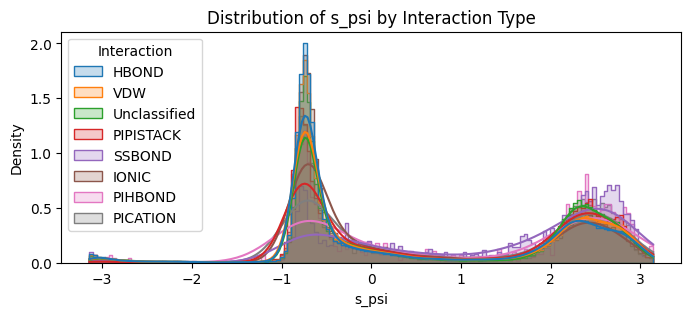 Distribution of s_psi by Interaction Type
Density
2.0
1.5
1.0
0.5
0.0
Interaction
HBOND
VDW
Unclassified
PIPISTACK
SSBOND
IONIC
PIHBOND
PICATION
−3 −2 −1 0 1 2 3
s_psi